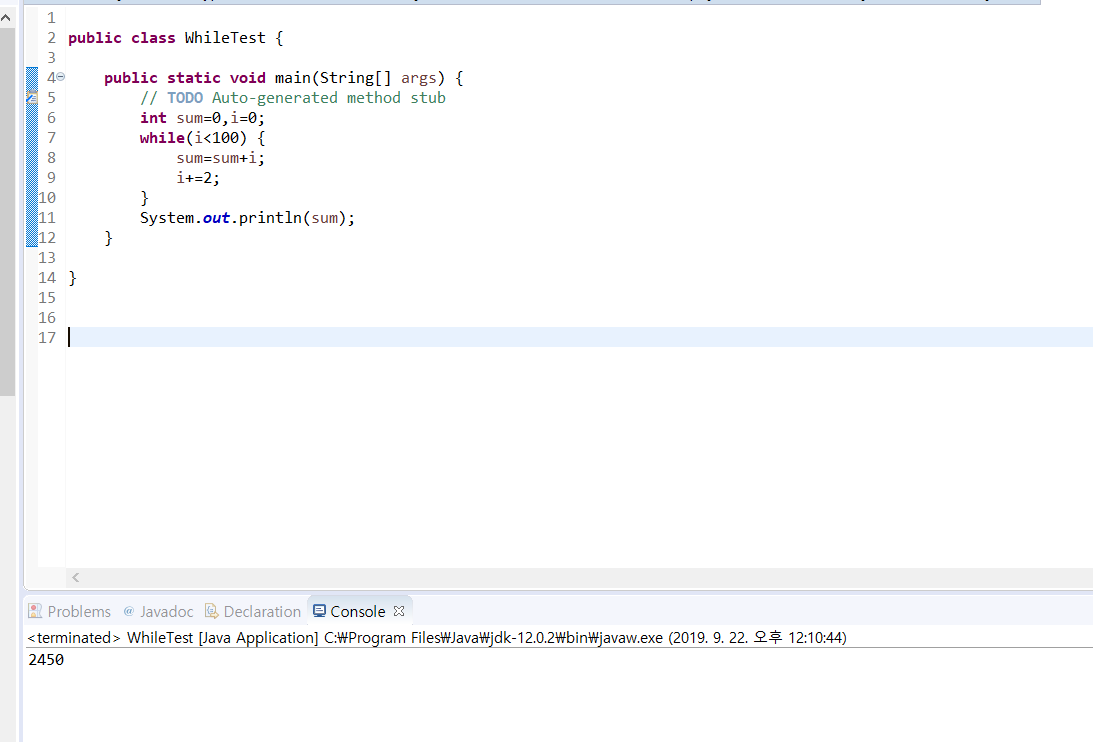 1
2 public class WhileTest {
3
4 public static void main(String[] args) {
5 // TODO Auto-generated method stub
6 int sum=0,i=0;
7 while(i<100) {
8 sum=sum+i;
9 i+=2;
10 }
11 System.out.println(sum);
12 }
13
14 }
15
16
17
Problems @ Javadoc Declaration Console
<terminated> WhileTest [Java Application] C:₩Program Files₩Java₩jdk-12.0.2₩bin₩javaw.exe (2019. 9. 22. 오후 12:10:44)
2450